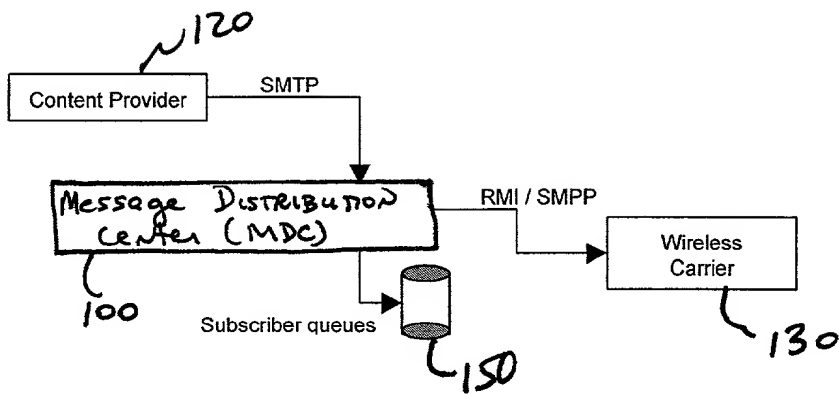 120
Content Provider
SMTP
Message Distribution
Center (MDC)
RMI / SMPP
Wireless
Carrier
100
Subscriber queues
150
130